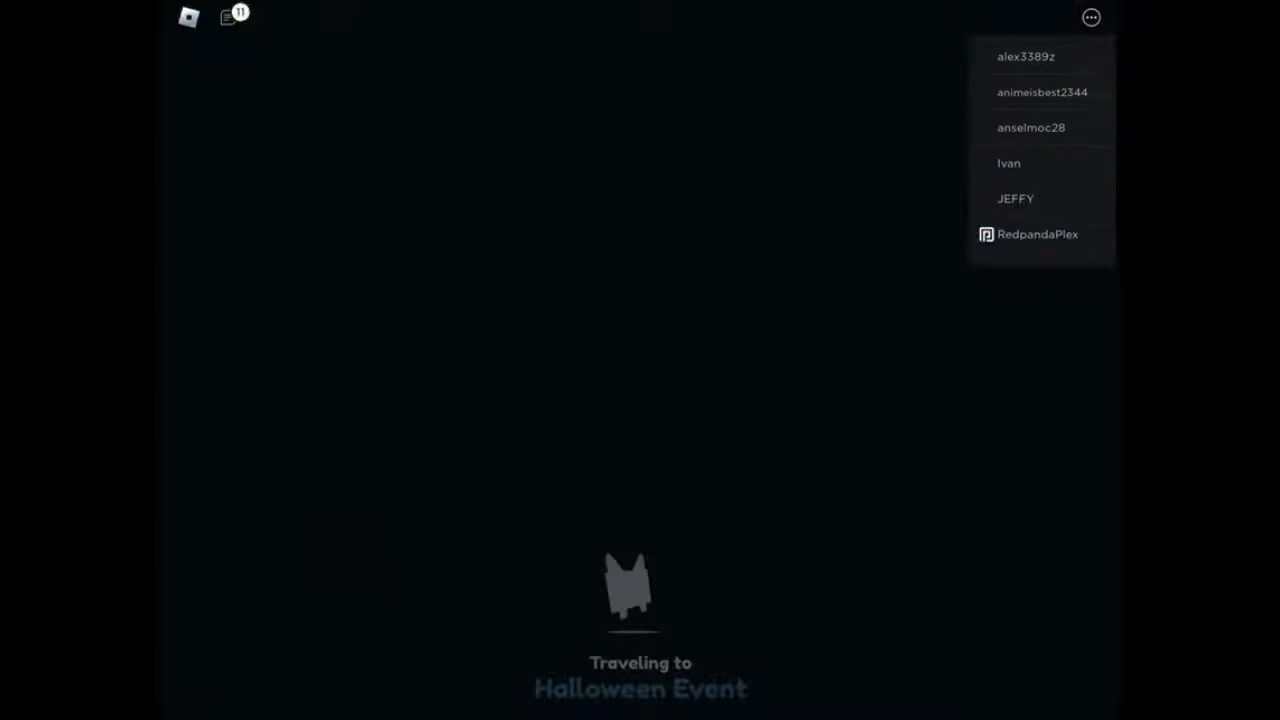 11
alex3389z
animeisbest2344
anselmoc28
Ivan
JEFFY
RedpandaPlex
Traveling to
Halloween Event